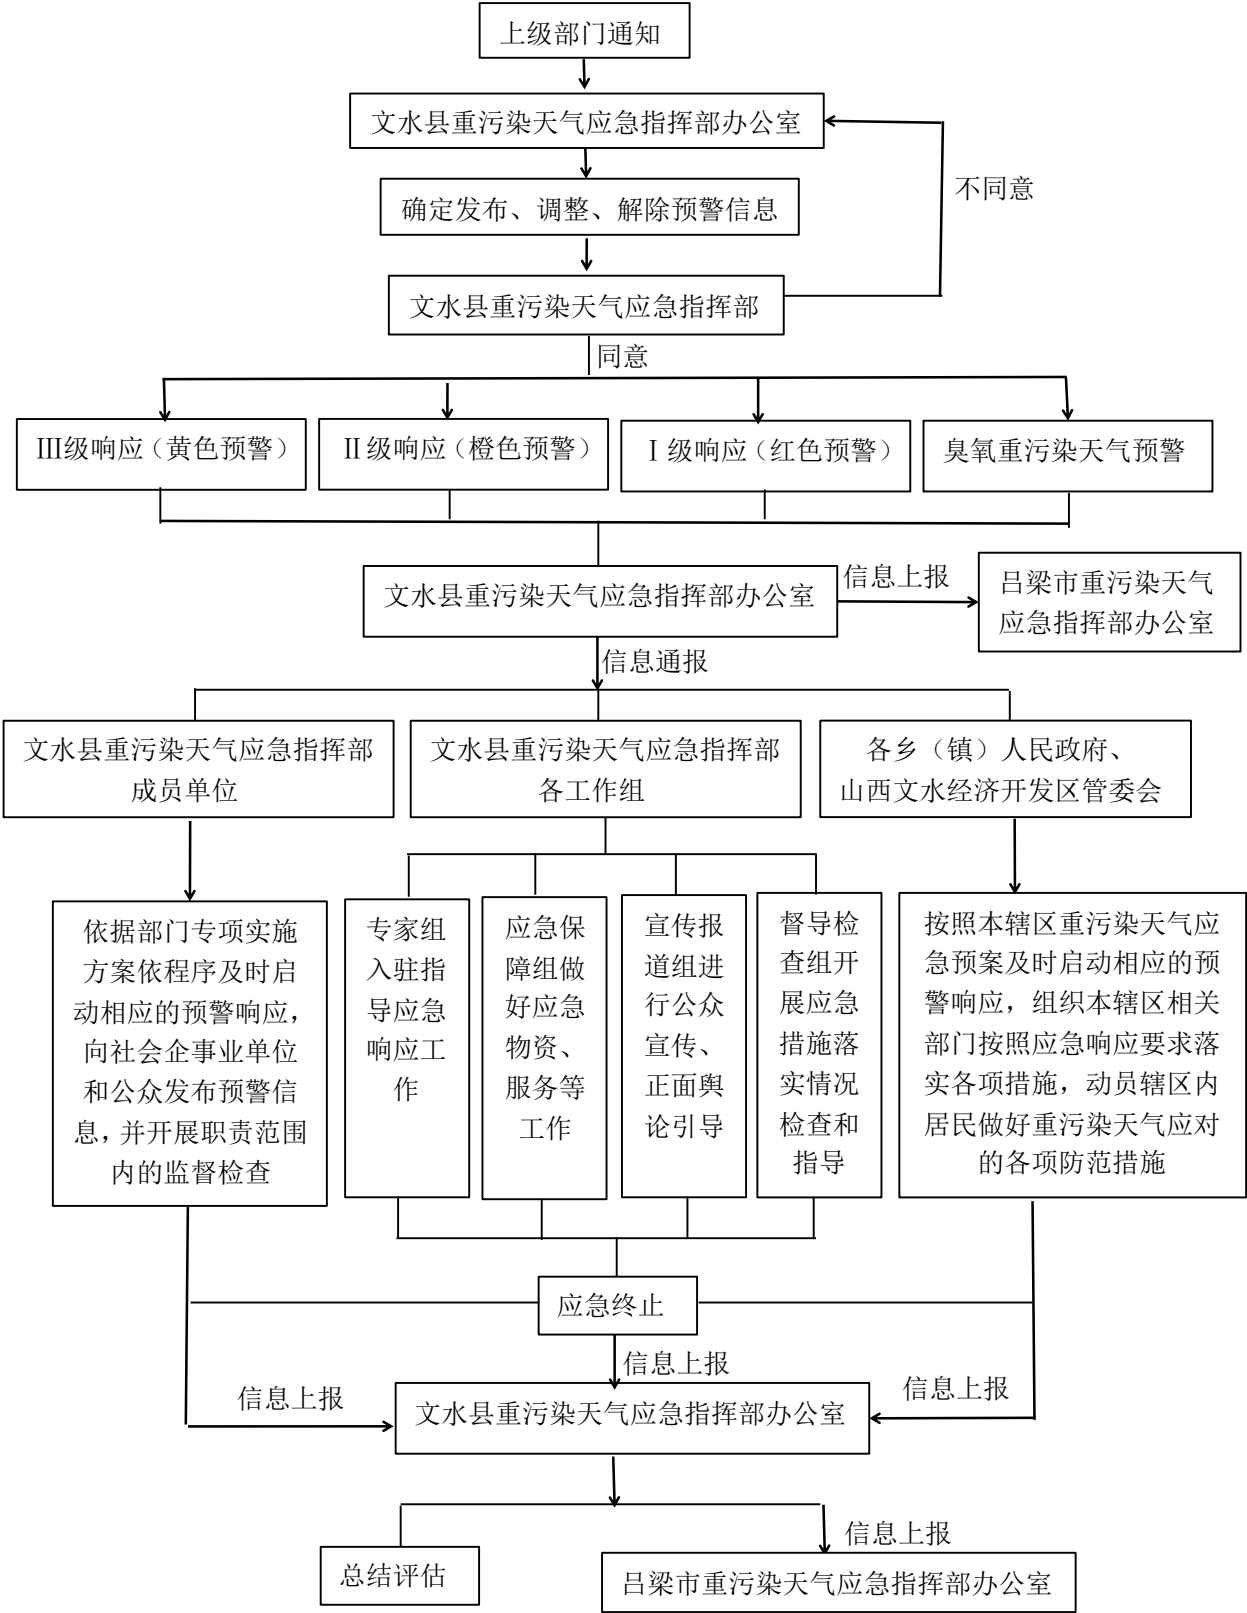 上级部门通知
文水县重污染天气应急指挥部办公室
不同意
确定发布、调整、解除预警信息
文水县重污染天气应急指挥部
同意
Ⅲ级响应（黄色预警）
Ⅱ级响应（橙色预警）
Ⅰ级响应（红色预警）
臭氧重污染天气预警
文水县重污染天气应急指挥部办公室
信息上报
吕梁市重污染天气
应急指挥部办公室
信息通报
文水县重污染天气应急指挥部
成员单位
文水县重污染天气应急指挥部
各工作组
各乡（镇）人民政府、
山西文水经济开发区管委会
依据部门专项实施
方案依程序及时启
动相应的预警响应，
向社会企事业单位
和公众发布预警信
息，并开展职责范围
内的监督检查
专家组
入驻指
导应急
响应工
作
应急保
障组做
好应急
物资、
服务等
工作
宣传报
道组进
行公众
宣传、
正面舆
论引导
督导检
查组开
展应急
措施落
实情况
检查和
指导
按照本辖区重污染天气应
急预案及时启动相应的预
警响应，组织本辖区相关
部门按照应急响应要求落
实各项措施，动员辖区内
居民做好重污染天气应对
的各项防范措施
应急终止
信息上报
信息上报
信息上报
文水县重污染天气应急指挥部办公室
信息上报
总结评估
吕梁市重污染天气应急指挥部办公室